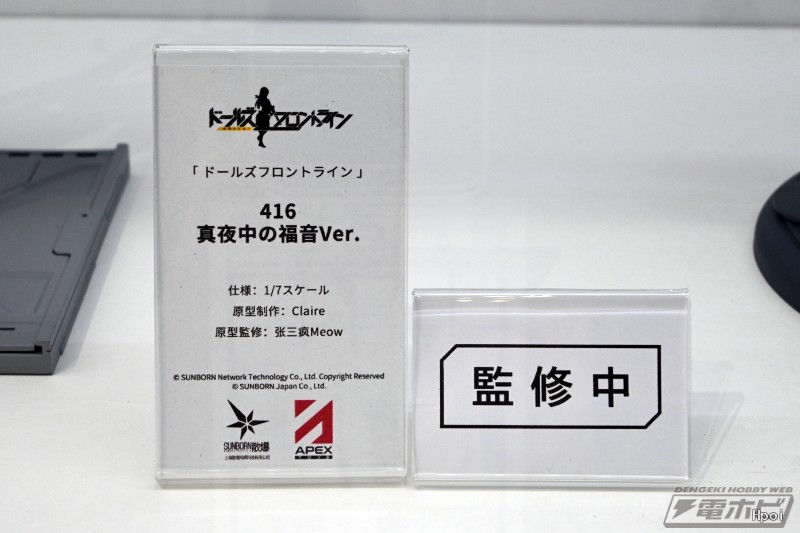 ドールズフロントライン
「 ドールズフロントライン 」
416
真夜中の福音Ver.
仕様：1/7スケール
原型制作：Claire
原型監修：张三疯Meow
© SUNBORN Network Technology Co., Ltd. Copyright Reserved
© SUNBORN Japan Co., Ltd.
SUNBORN散爆
APEX
TOYS
監修中
DENGEKI HOBBY WEB
電ホビ
Hpoi